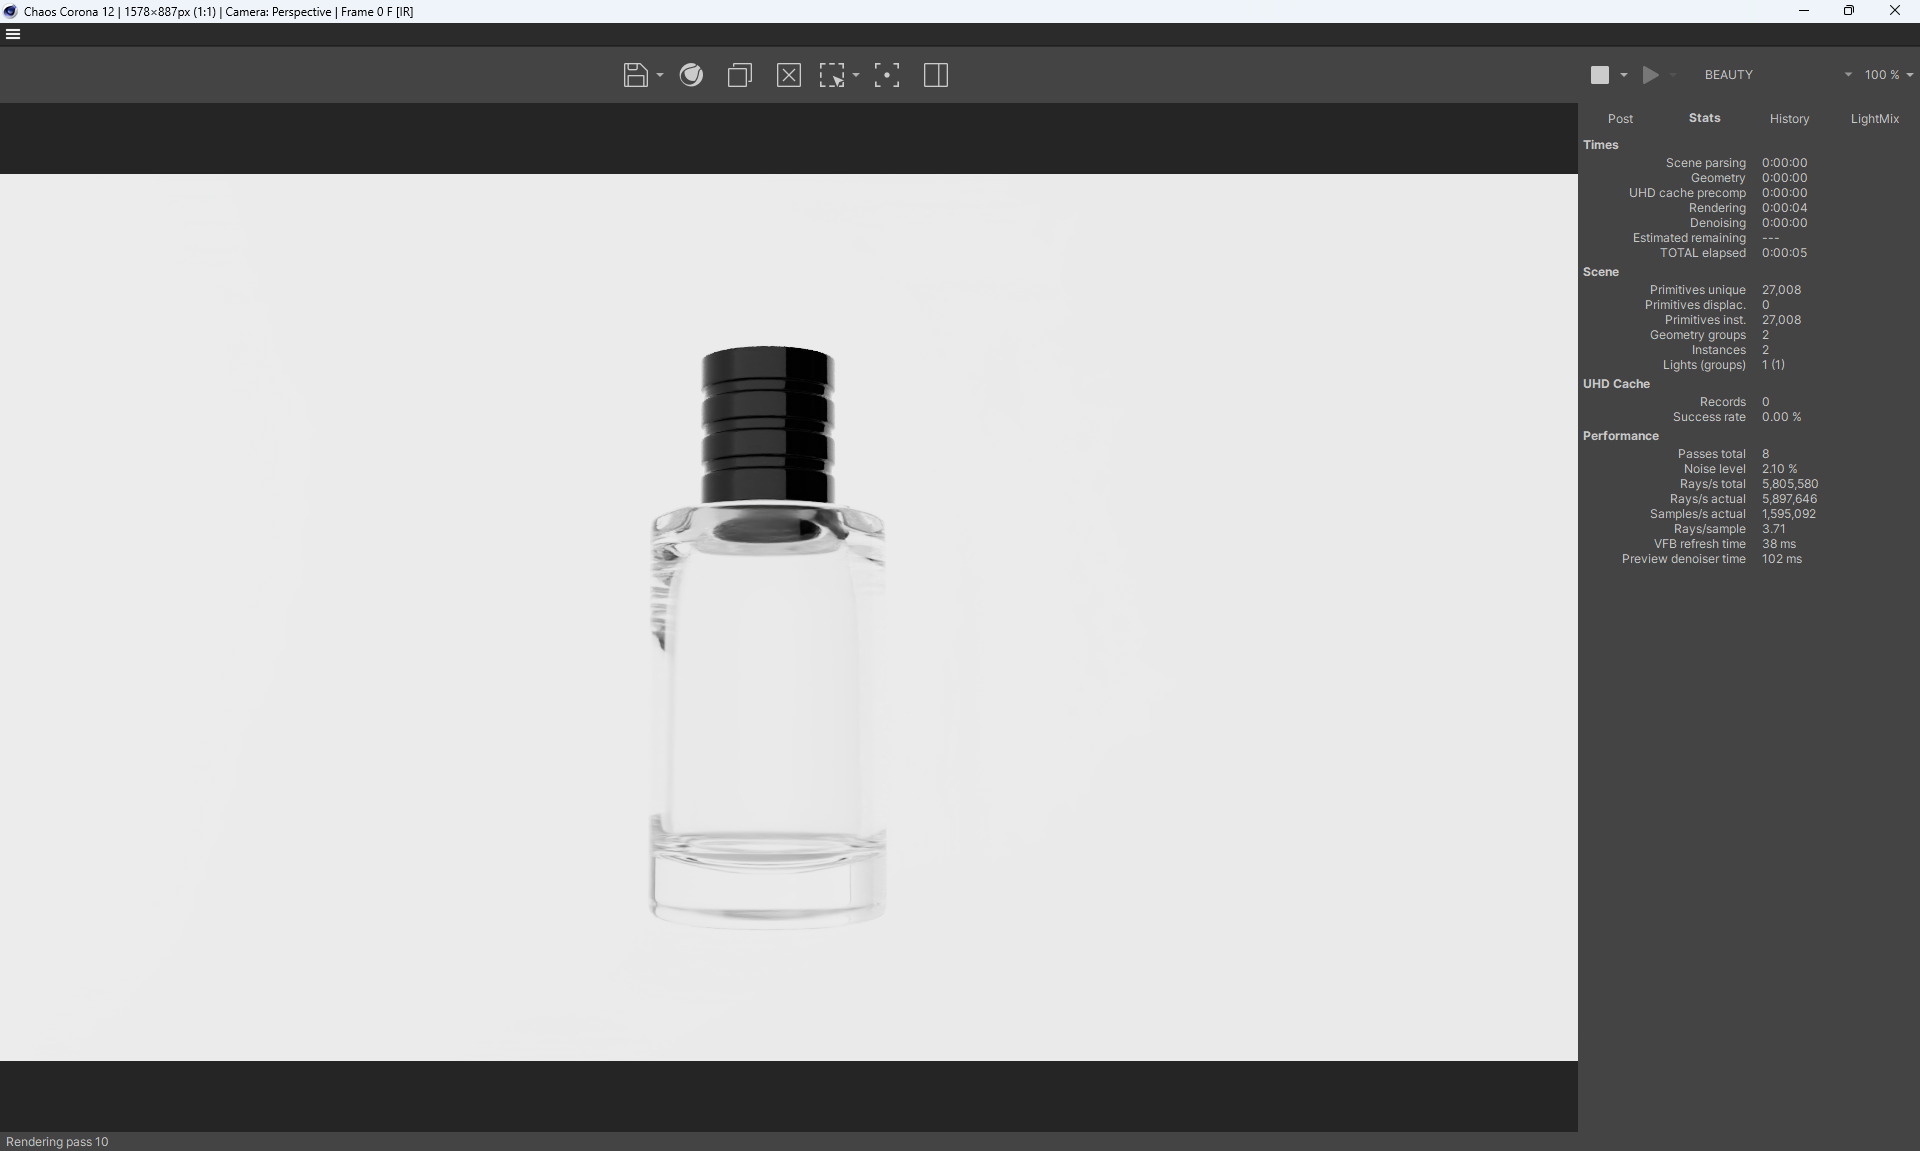 Chaos Corona 12 | 1578×887px (1:1) | Camera: Perspective | Frame 0 F [IR]
BEAUTY 100 %
Post Stats History LightMix
Times
Scene parsing 0:00:00
Geometry 0:00:00
UHD cache precomp 0:00:00
Rendering 0:00:04
Denoising 0:00:00
Estimated remaining ---
TOTAL elapsed 0:00:05
Scene
Primitives unique 27,008
Primitives displac. 0
Primitives inst. 27,008
Geometry groups 2
Instances 2
Lights (groups) 1 (1)
UHD Cache
Records 0
Success rate 0.00 %
Performance
Passes total 8
Noise level 2.10 %
Rays/s total 5,805,580
Rays/s actual 5,897,646
Samples/s actual 1,595,092
Rays/sample 3.71
VFB refresh time 38 ms
Preview denoiser time 102 ms
Rendering pass 10